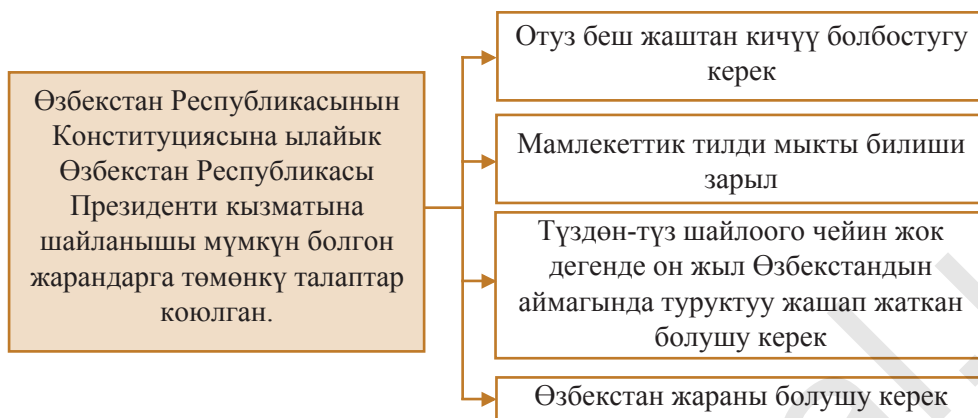 Өзбекстан Республикасынын
Конституциясына ылайык
Өзбекстан Республикасы
Президенти кызматына
шайланышы мүмкүн болгон
жарандарга төмөнкү талаптар
коюлган.
Отуз беш жаштан кичүү болбостугу
керек
Мамлекеттик тилди мыкты билиши
зарыл
Түздөн-түз шайлоого чейин жок
дегенде он жыл Өзбекстандын
аймагында туруктуу жашап жаткан
болушу керек
Өзбекстан жараны болушу керек